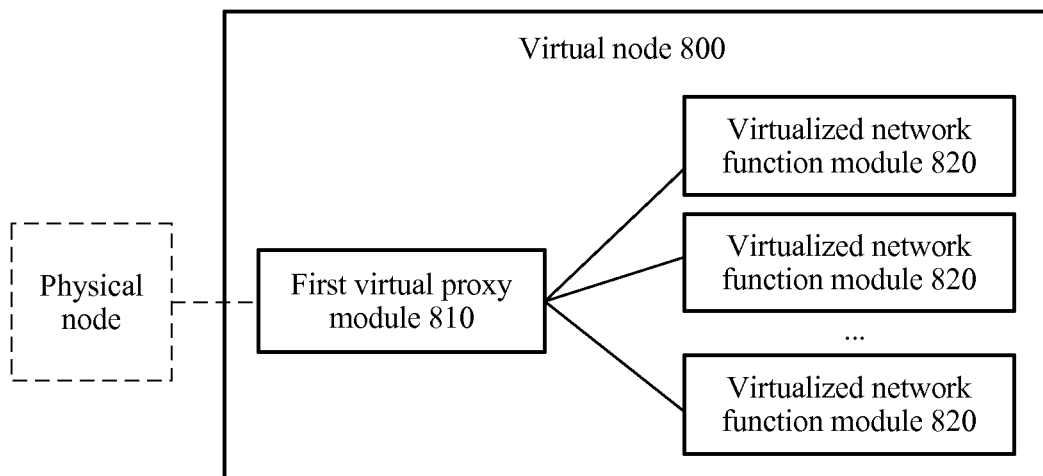 Virtual node 800
Virtualized network
function module 820
Virtualized network
function module 820
...
Virtualized network
function module 820
First virtual proxy
module 810
Physical
node